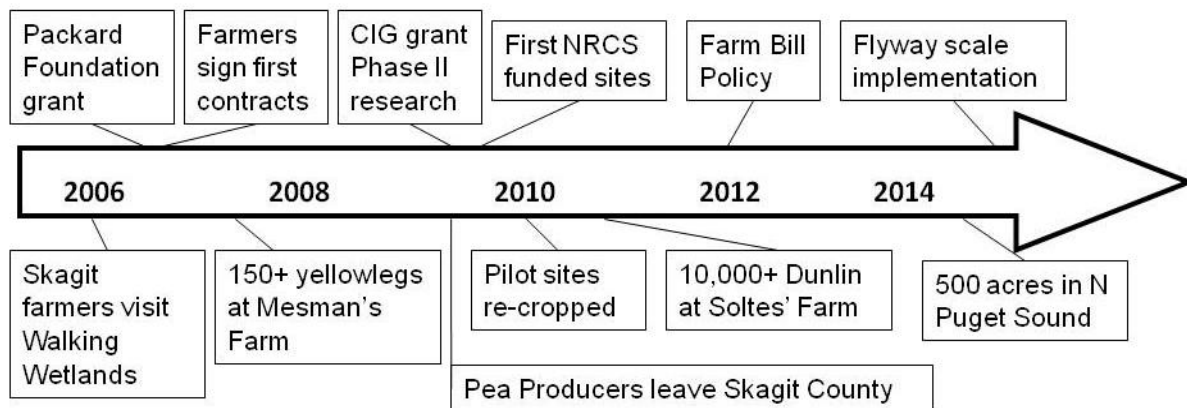 Packard
Foundation
grant
Farmers
sign first
contracts
CIG grant
Phase II
research
First NRCS
funded sites
Farm Bill
Policy
Flyway scale
implementation
2006
2008
2010
2012
2014
Skagit
farmers visit
Walking
Wetlands
150+ yellowlegs
at Mesman's
Farm
Pilot sites
re-cropped
10,000+ Dunlin
at Soltes' Farm
500 acres in N
Puget Sound
Pea Producers leave Skagit County